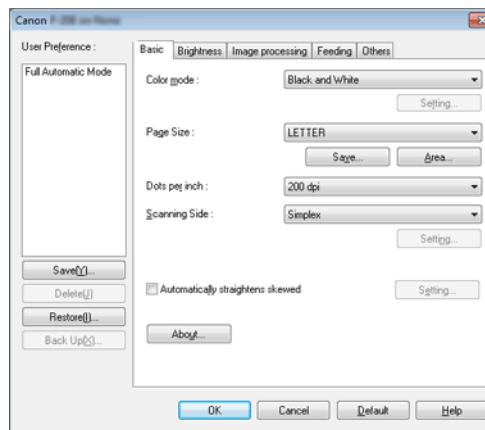 Canon
User Preference :
Full Automatic Mode
Save(Y)...
Delete(J)
Restore(I)...
Back Up(X)...
Basic Brightness Image processing Feeding Others
Color mode : Black and White
Setting...
Page Size : LETTER
Save... Area...
Dots per inch : 200 dpi
Scanning Side : Simplex
Setting...
Automatically straightens skewed Setting...
About...
OK Cancel Default Help